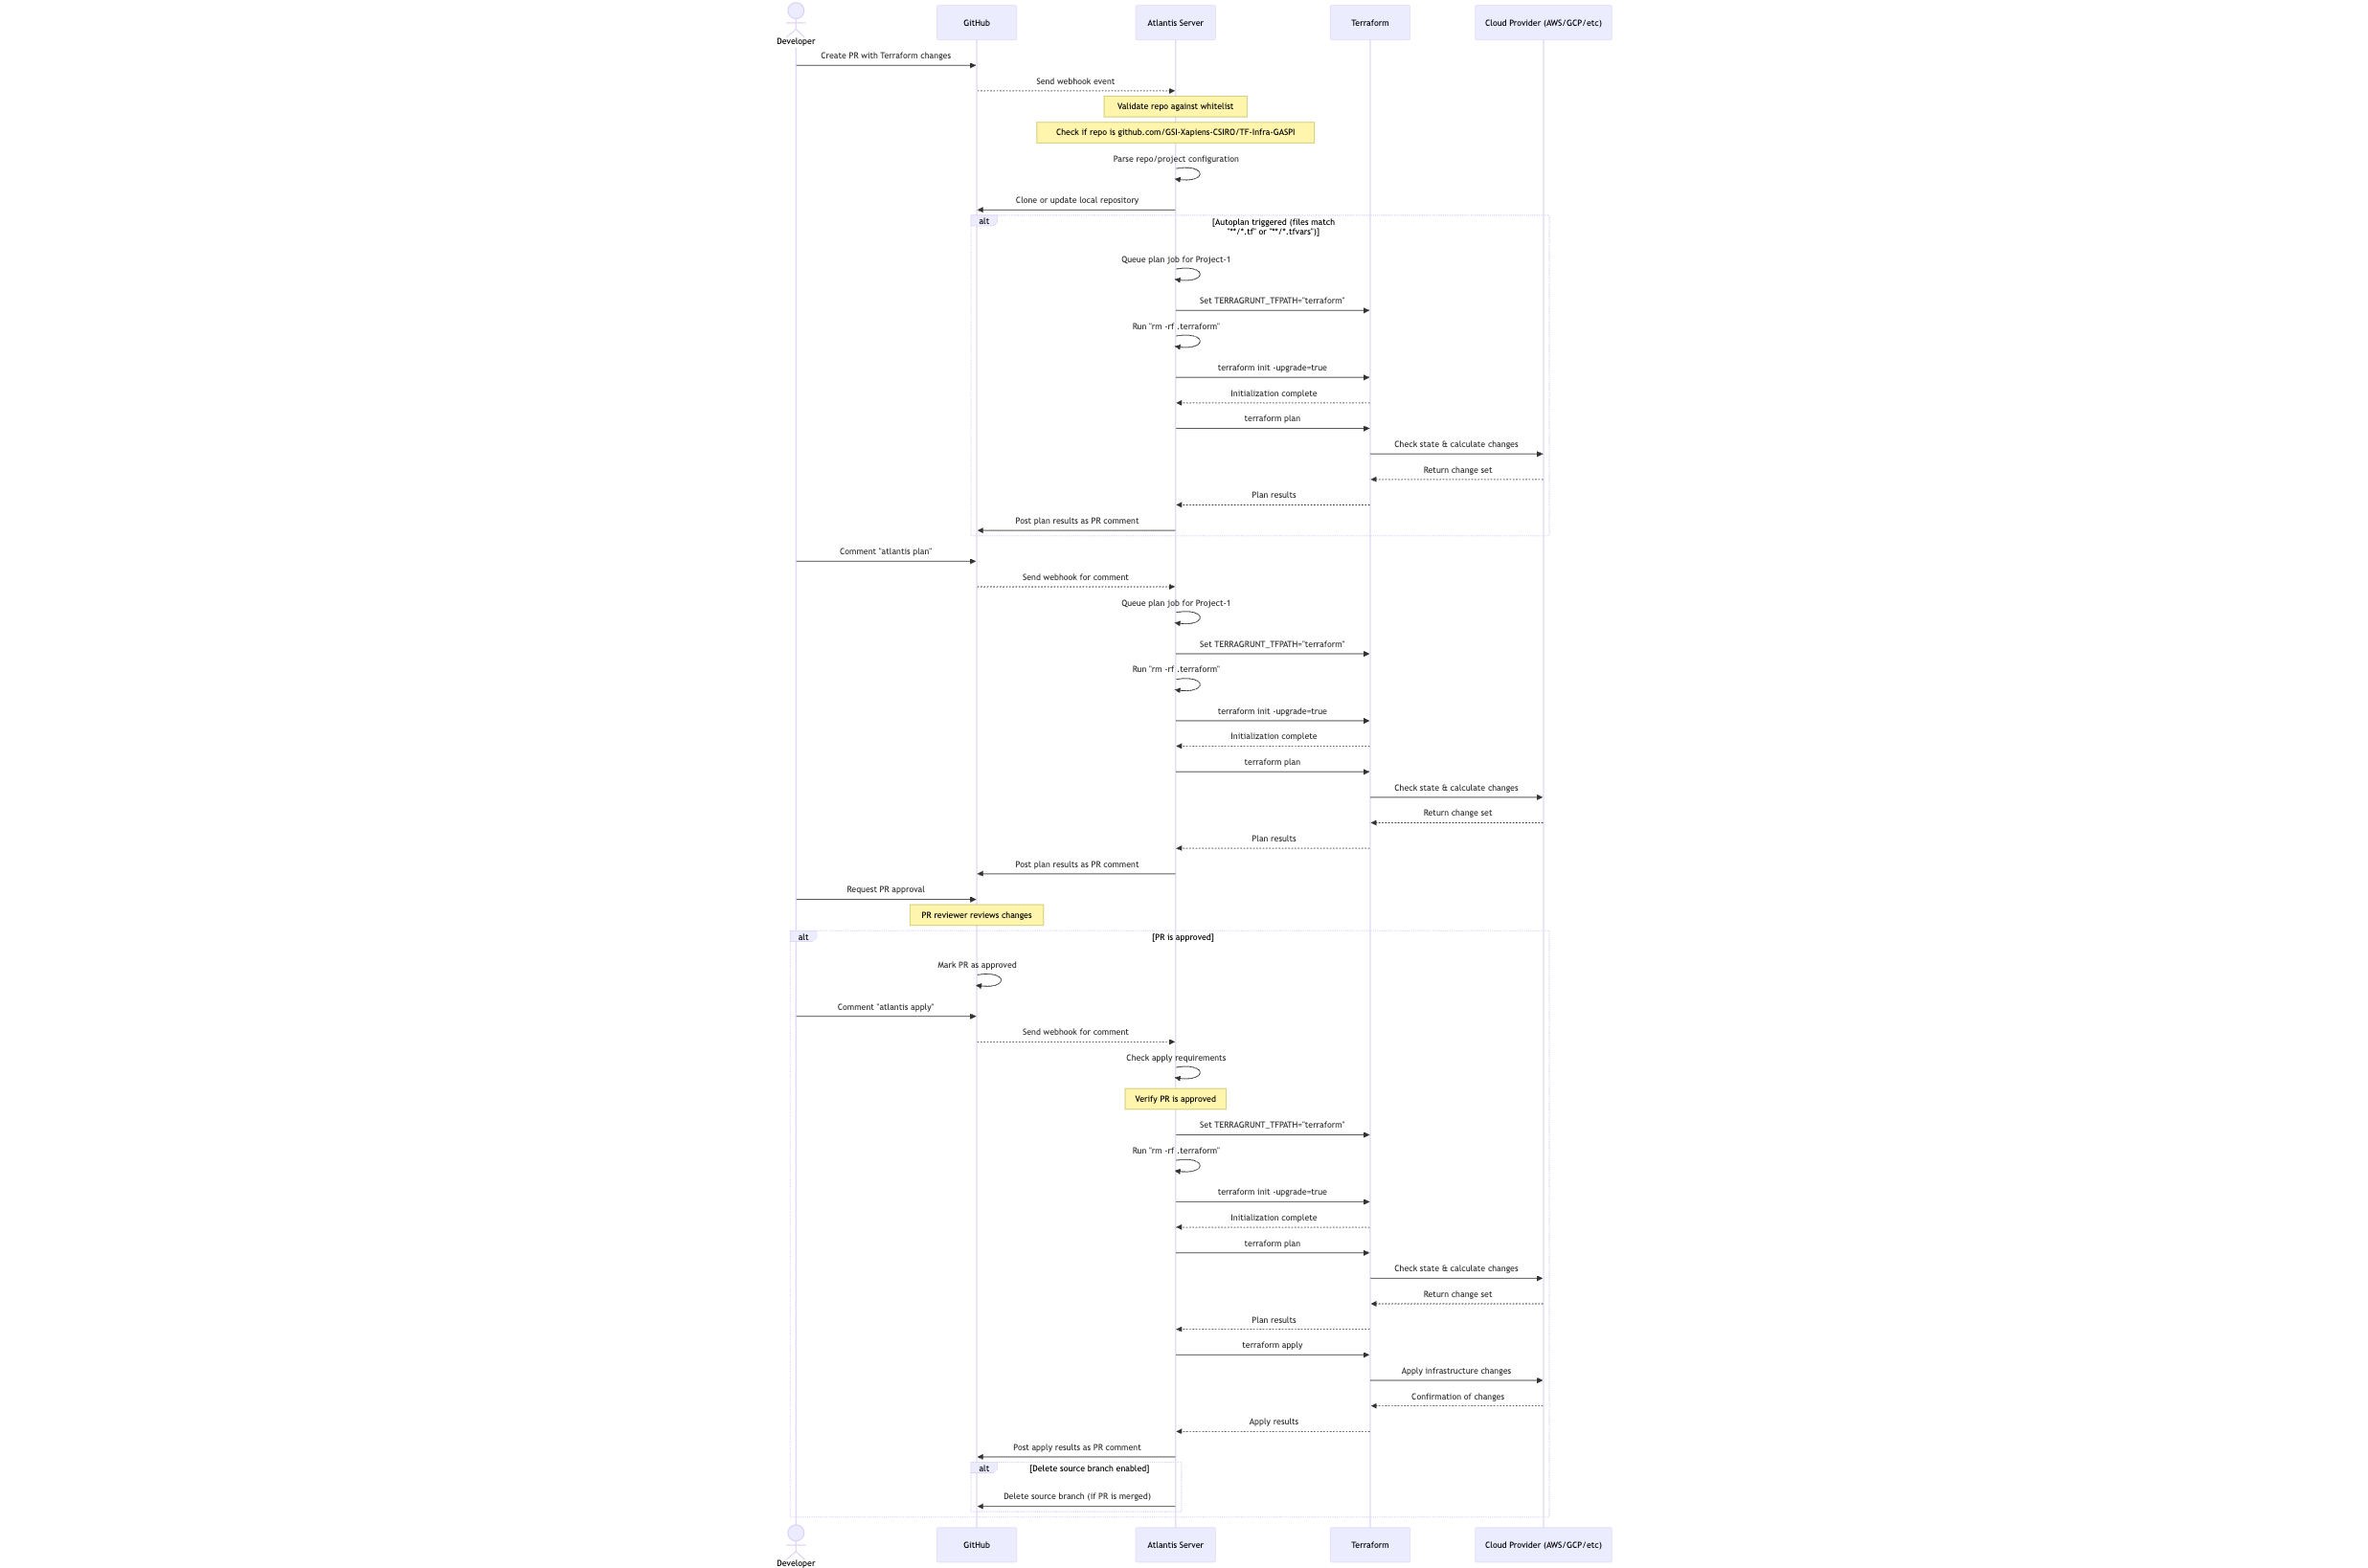 GitHub
Atlantis Server
Terraform
Cloud Provider (AWS/GCP/etc)
Developer
Create PR with Terraform changes
Send webhook event
Validate repo against whitelist
Check if repo is github.com/GSI-Xapiens-CSIRO/TF-Infra-GASPI
Parse repo/project configuration
Clone or update local repository
alt
[Autoplan triggered (files match
"**/*.tf" or "**/*.tfvars")]
Queue plan job for Project-1
Set TERRAGRUNT_TFPATH="terraform"
Run "rm -rf .terraform"
terraform init -upgrade=true
Initialization complete
terraform plan
Check state & calculate changes
Return change set
Plan results
Post plan results as PR comment
Comment "atlantis plan"
Send webhook for comment
Queue plan job for Project-1
Set TERRAGRUNT_TFPATH="terraform"
Run "rm -rf .terraform"
terraform init -upgrade=true
Initialization complete
terraform plan
Check state & calculate changes
Return change set
Plan results
Post plan results as PR comment
Request PR approval
PR reviewer reviews changes
alt
[PR is approved]
Mark PR as approved
Comment "atlantis apply"
Send webhook for comment
Check apply requirements
Verify PR is approved
Set TERRAGRUNT_TFPATH="terraform"
Run "rm -rf .terraform"
terraform init -upgrade=true
Initialization complete
terraform plan
Check state & calculate changes
Return change set
Plan results
terraform apply
Apply infrastructure changes
Confirmation of changes
Apply results
Post apply results as PR comment
alt
[Delete source branch enabled]
Delete source branch (if PR is merged)
GitHub
Atlantis Server
Terraform
Cloud Provider (AWS/GCP/etc)
Developer